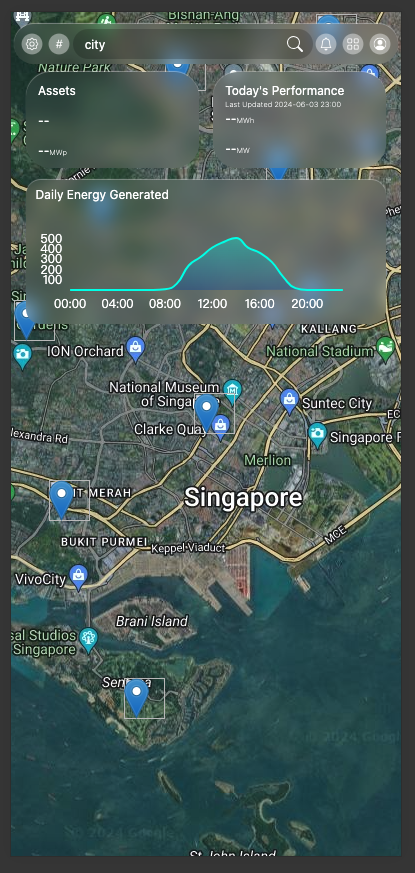 Bishan-Ang
#
city
Nature Park
Assets
--
--MWp
Today's Performance
Last Updated 2024-06-03 23:00
--MWh
--MW
Daily Energy Generated
500
400
300
200
100
00:00 04:00 08:00 12:00 16:00 20:00
KALLANG
ION Orchard
National Stadium
National Museum
of Singapore
Suntec City
Clarke Quay
lexandra Rd
Singapore F
Merlion
IT MERAH
Singapore
BUKIT PURMEI
Keppel Viaduct
MCE
VivoCity
Brani Island
sal Studios
Singapore
Sentosa
© 2024 Googl
© 2024 Google
St. John Island